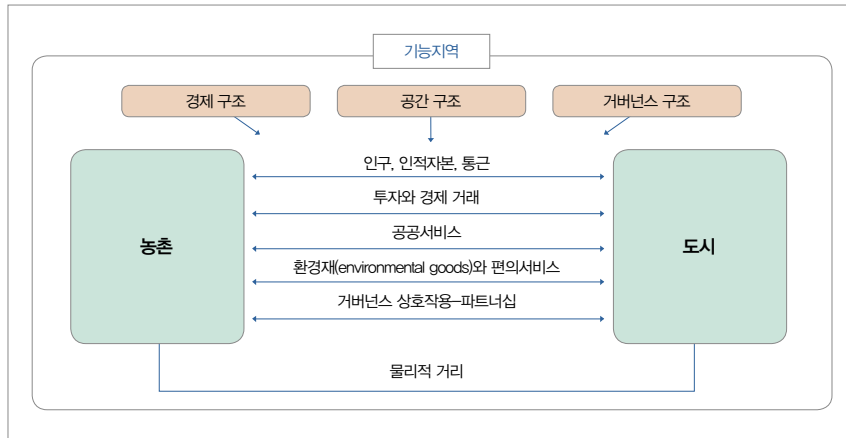 기능지역
경제 구조
공간 구조
거버넌스 구조
인구, 인적자본, 통근
투자와 경제 거래
공공서비스
농촌
도시
환경재(environmental goods)와 편의서비스
거버넌스 상호작용–파트너십
물리적 거리